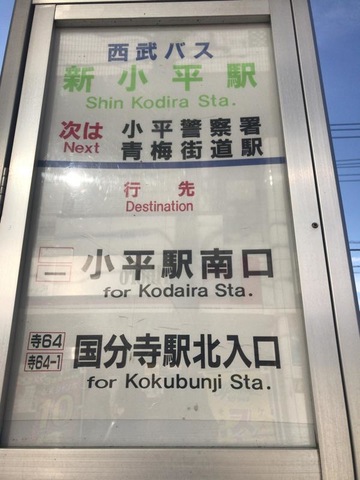 西武バス
新小平駅
Shin Kodira Sta.
次は 小平警察署
Next 青梅街道駅
行先
Destination
小平駅南口
for Kodaira Sta.
寺64
寺64-1 国分寺駅北入口
for Kokubunji Sta.